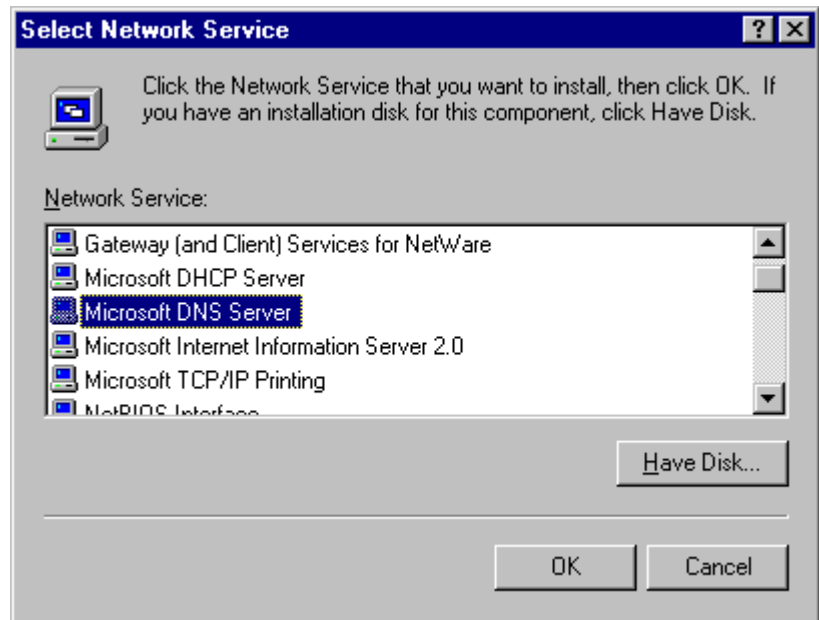 Select Network Service
Click the Network Service that you want to install, then click OK. If
you have an installation disk for this component, click Have Disk.
Network Service:
Gateway (and Client) Services for NetWare
Microsoft DHCP Server
Microsoft DNS Server
Microsoft Internet Information Server 2.0
Microsoft TCP/IP Printing
NetBIOS Interface
Have Disk...
OK
Cancel